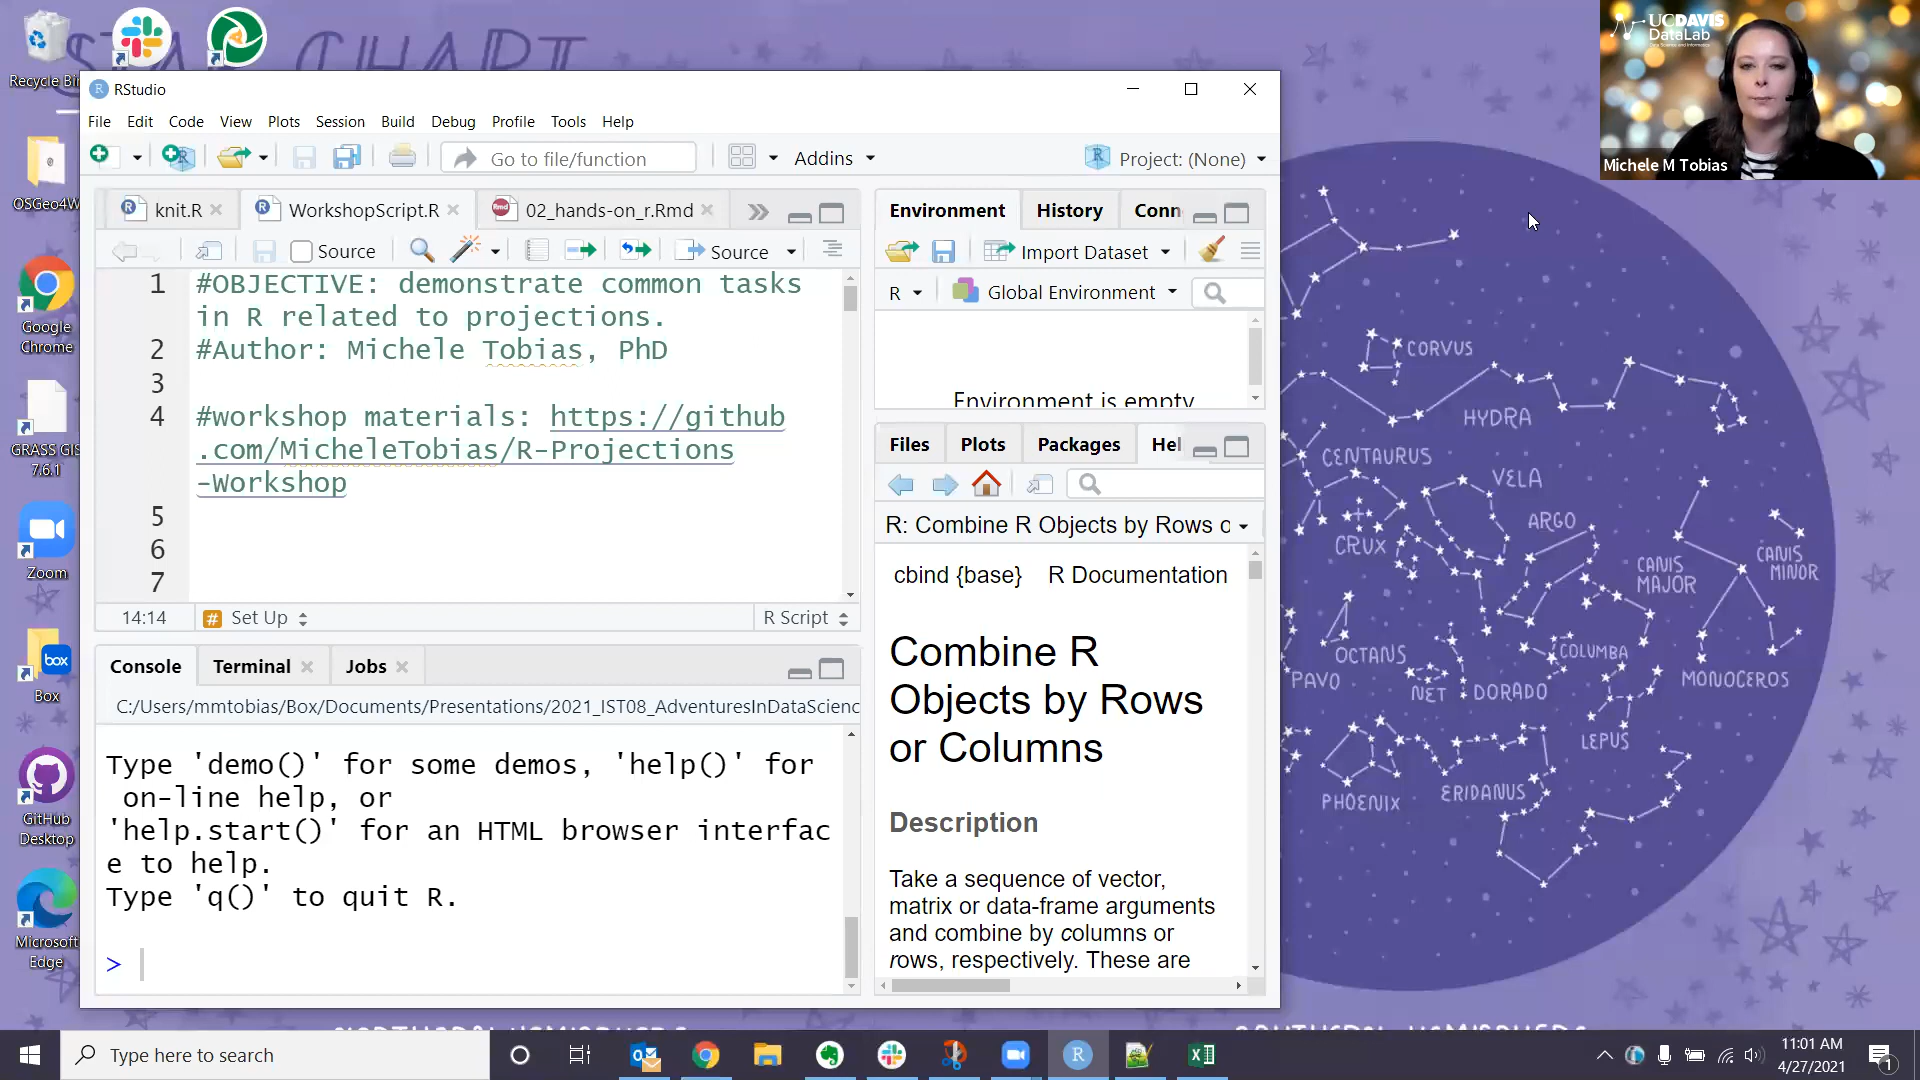 STAR CHART
Recycle Bin
OSGeo4W
Google
Chrome
GRASS GIS
7.6.1
Zoom
box
Box
GitHub
Desktop
Microsoft
Edge
RStudio
File Edit Code View Plots Session Build Debug Profile Tools Help
Go to file/function
Addins
Project: (None)
knit.R
WorkshopScript.R
02_hands-on_r.Rmd
Source
Source
1 #OBJECTIVE: demonstrate common tasks
in R related to projections.
2 #Author: Michele Tobias, PhD
3
4 #workshop materials: https://github
.com/MicheleTobias/R-Projections
-Workshop
5
6
7
14:14
# Set Up
R Script
Console Terminal Jobs
C:/Users/mmtobias/Box/Documents/Presentations/2021_IST08_AdventuresInDataScienc
Type 'demo()' for some demos, 'help()' for
on-line help, or
'help.start()' for an HTML browser interfac
e to help.
Type 'q()' to quit R.
>
Environment History Conn
Import Dataset
R Global Environment
Environment is empty
Files Plots Packages Hel
R: Combine R Objects by Rows o
cbind {base} R Documentation
Combine R
Objects by Rows
or Columns
Description
Take a sequence of vector,
matrix or data-frame arguments
and combine by columns or
rows, respectively. These are
UCDAVIS
DataLab
Michele M Tobias
CORVUS
HYDRA
CENTAURUS
VELA
ARGO
CRUX
CANIS
MAJOR
CANIS
MINOR
OCTANS
COLUMBA
PAVO
NET
DORADO
MONOCEROS
LEPUS
PHOENIX
ERIDANUS
Type here to search
11:01 AM
4/27/2021
1